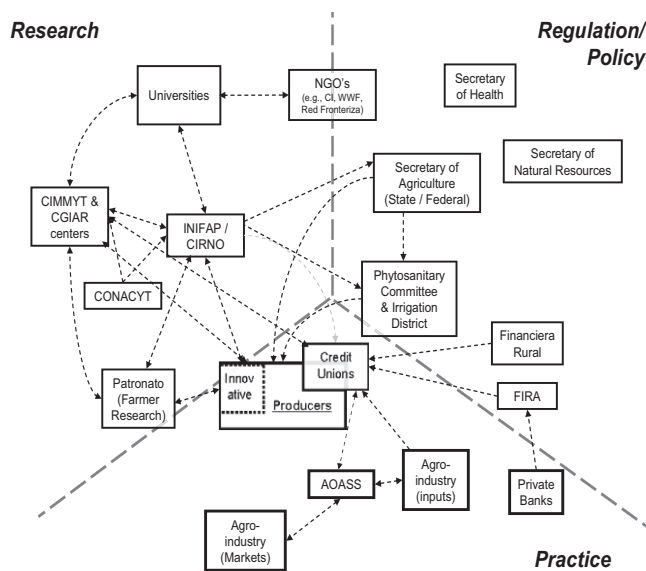 Research
Regulation/
Policy
Universities
NGO's
(e.g., CI, WWF,
Red Fronteriza)
Secretary
of Health
Secretary of
Natural Resources
Secretary of
Agriculture
(State / Federal)
CIMMYT &
CGIAR
centers
INIFAP /
CIRNO
CONACYT
Phytosanitary
Committee
& Irrigation
District
Financiera
Rural
Credit
Unions
Innov
ative
Producers
Patronato
(Farmer
Research)
FIRA
AOASS
Agro-
industry
(inputs)
Private
Banks
Agro-
industry
(Markets)
Practice